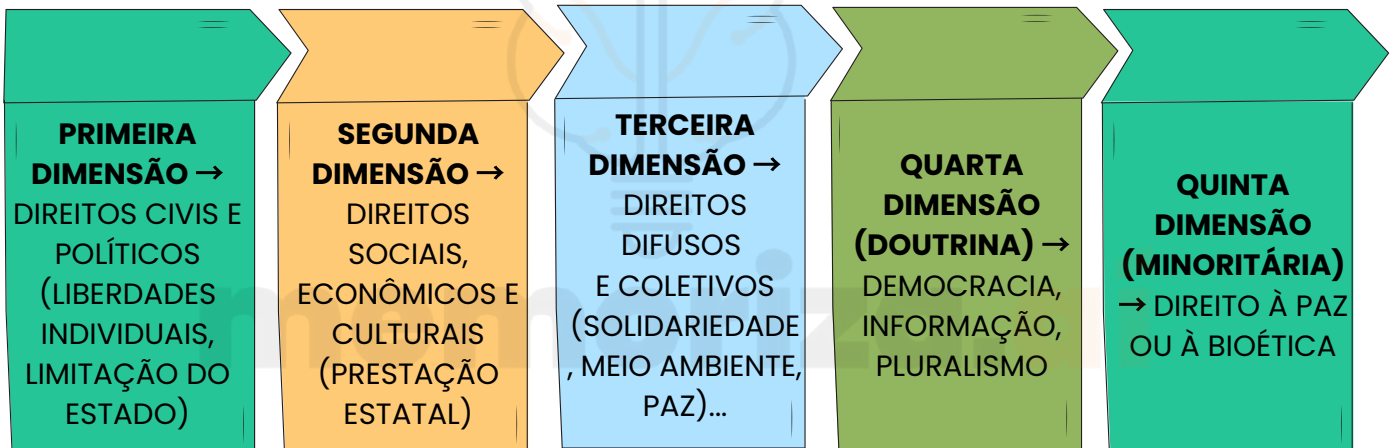 PRIMEIRA
DIMENSÃO →
DIREITOS CIVIS E
POLÍTICOS
(LIBERDADES
INDIVIDUAIS,
LIMITAÇÃO DO
ESTADO)
SEGUNDA
DIMENSÃO →
DIREITOS
SOCIAIS,
ECONÔMICOS E
CULTURAIS
(PRESTAÇÃO
ESTATAL)
TERCEIRA
DIMENSÃO →
DIREITOS
DIFUSOS
E COLETIVOS
(SOLIDARIEDADE
, MEIO AMBIENTE,
PAZ)...
QUARTA
DIMENSÃO
(DOUTRINA) →
DEMOCRACIA,
INFORMAÇÃO,
PLURALISMO
QUINTA
DIMENSÃO
(MINORITÁRIA)
→ DIREITO À PAZ
OU À BIOÉTICA